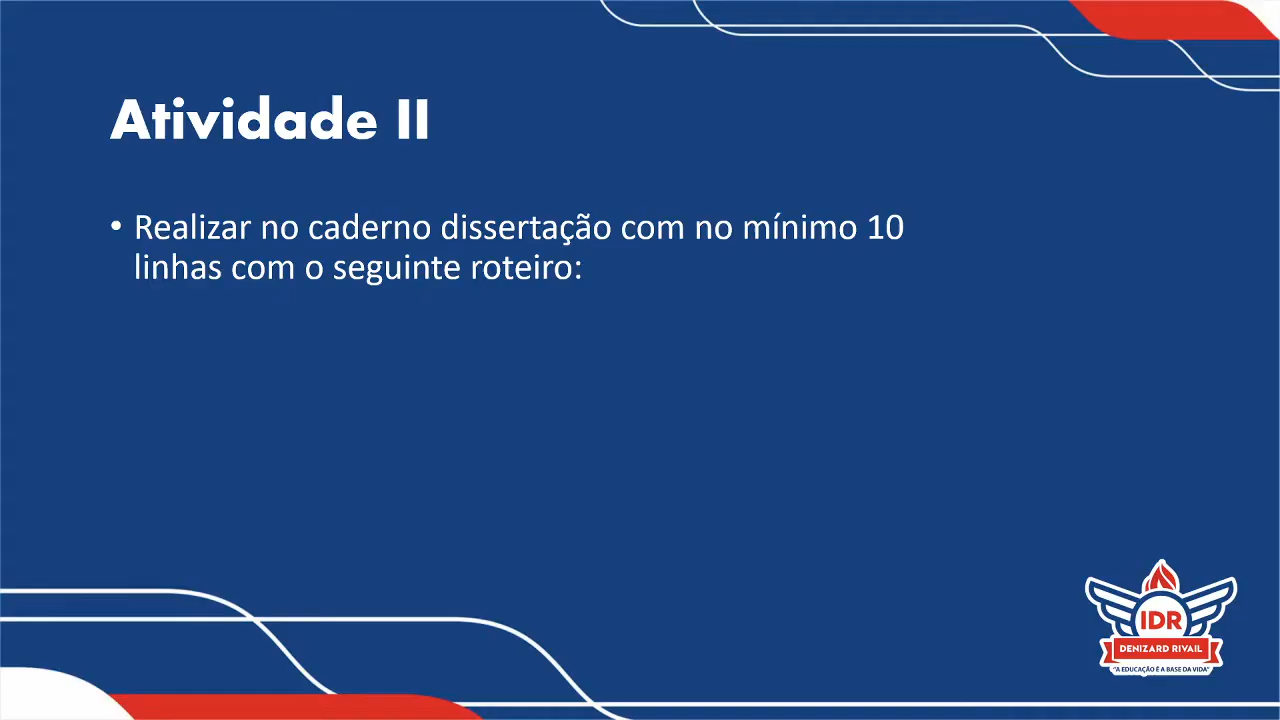 Atividade II
• Realizar no caderno dissertação com no mínimo 10
linhas com o seguinte roteiro:
IDR
DENIZARD RIVAIL
"A EDUCAÇÃO É A BASE DA VIDA"